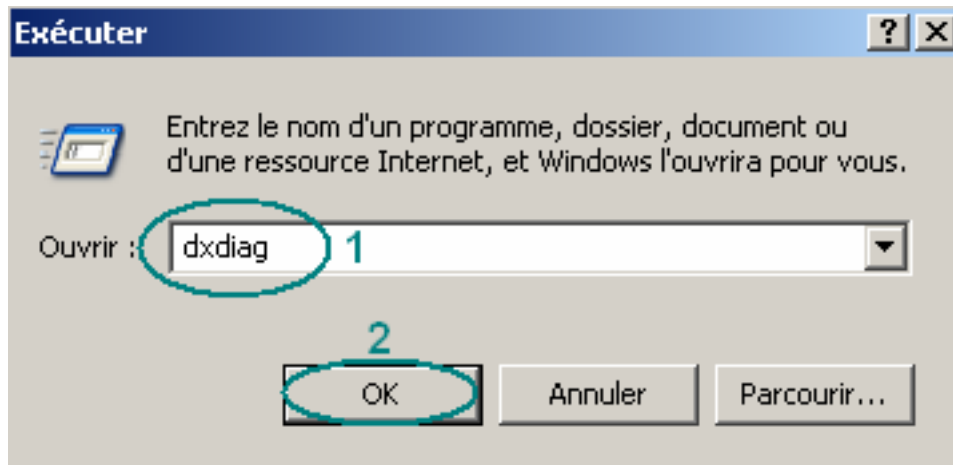 Exécuter
Entrez le nom d'un programme, dossier, document ou
d'une ressource Internet, et Windows l'ouvrira pour vous.
Ouvrir : dxdiag 1
2
OK Annuler Parcourir...